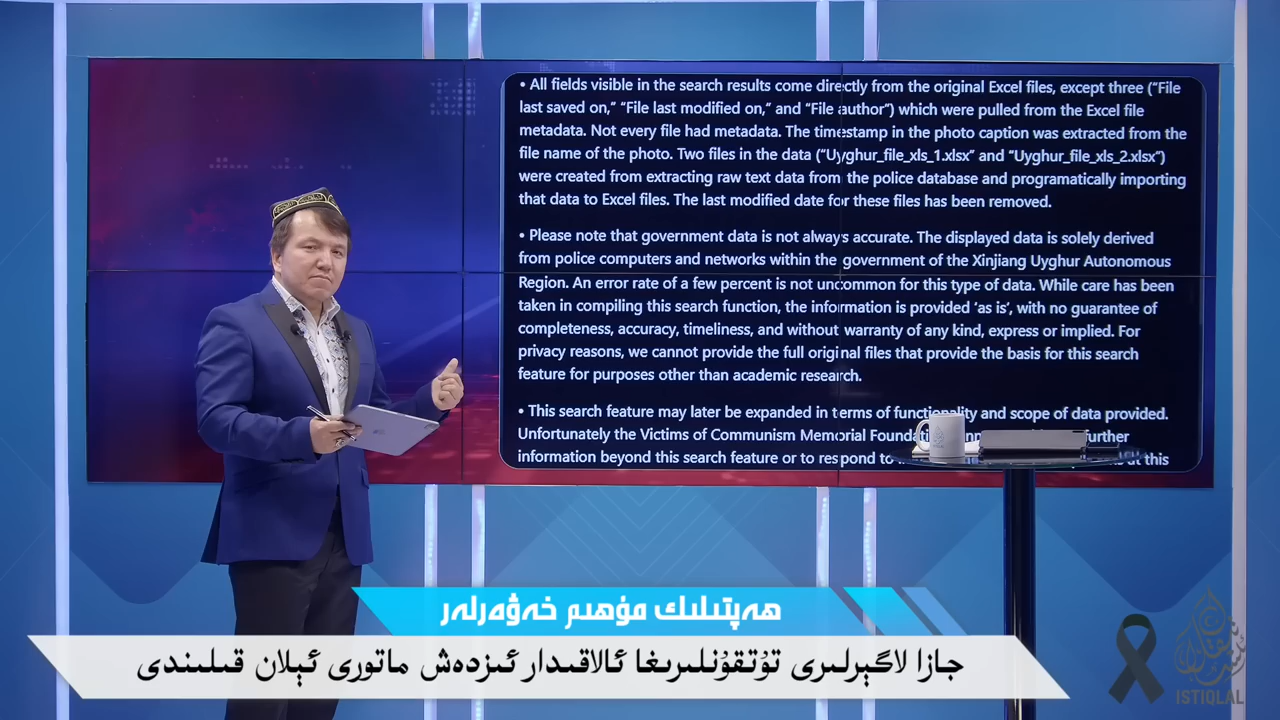 • All fields visible in the search results come directly from the original Excel files, except three (“File
last saved on,” “File last modified on,” and “File author”) which were pulled from the Excel file
metadata. Not every file had metadata. The timestamp in the photo caption was extracted from the
file name of the photo. Two files in the data (“Uyghur_file_xls_1.xlsx” and “Uyghur_file_xls_2.xlsx”)
were created from extracting raw text data from the police database and programatically importing
that data to Excel files. The last modified date for these files has been removed.
• Please note that government data is not always accurate. The displayed data is solely derived
from police computers and networks within the government of the Xinjiang Uyghur Autonomous
Region. An error rate of a few percent is not uncommon for this type of data. While care has been
taken in compiling this search function, the information is provided ‘as is’, with no guarantee of
completeness, accuracy, timeliness, and without warranty of any kind, express or implied. For
privacy reasons, we cannot provide the full original files that provide the basis for this search
feature for purposes other than academic research.
• This search feature may later be expanded in terms of functionality and scope of data provided.
Unfortunately the Victims of Communism Memorial further
information beyond this search feature or to respond to this
ھەپتىلىك مۇھىم خەۋەرلەر
جازا لاگېرلىرى تۇتقۇنلىرىغا ئالاقىدار ئىزدەش ماتورى ئېلان قىلىندى
ISTIQLAL